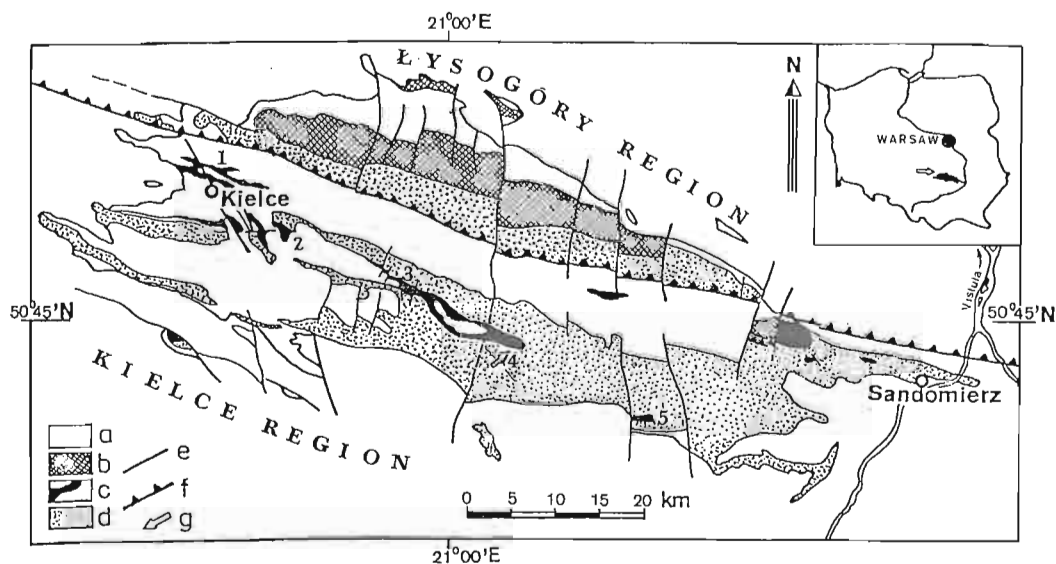 21°00'E
ŁYSOGÓRY REGION
N
WARSAW
1
Kielce
2
3
50°45'N
50°45'N
Vistula
4
Sandomierz
5
KIELCE REGION
a
b
c
d
e
f
g
0 5 10 15 20 km
21°00'E